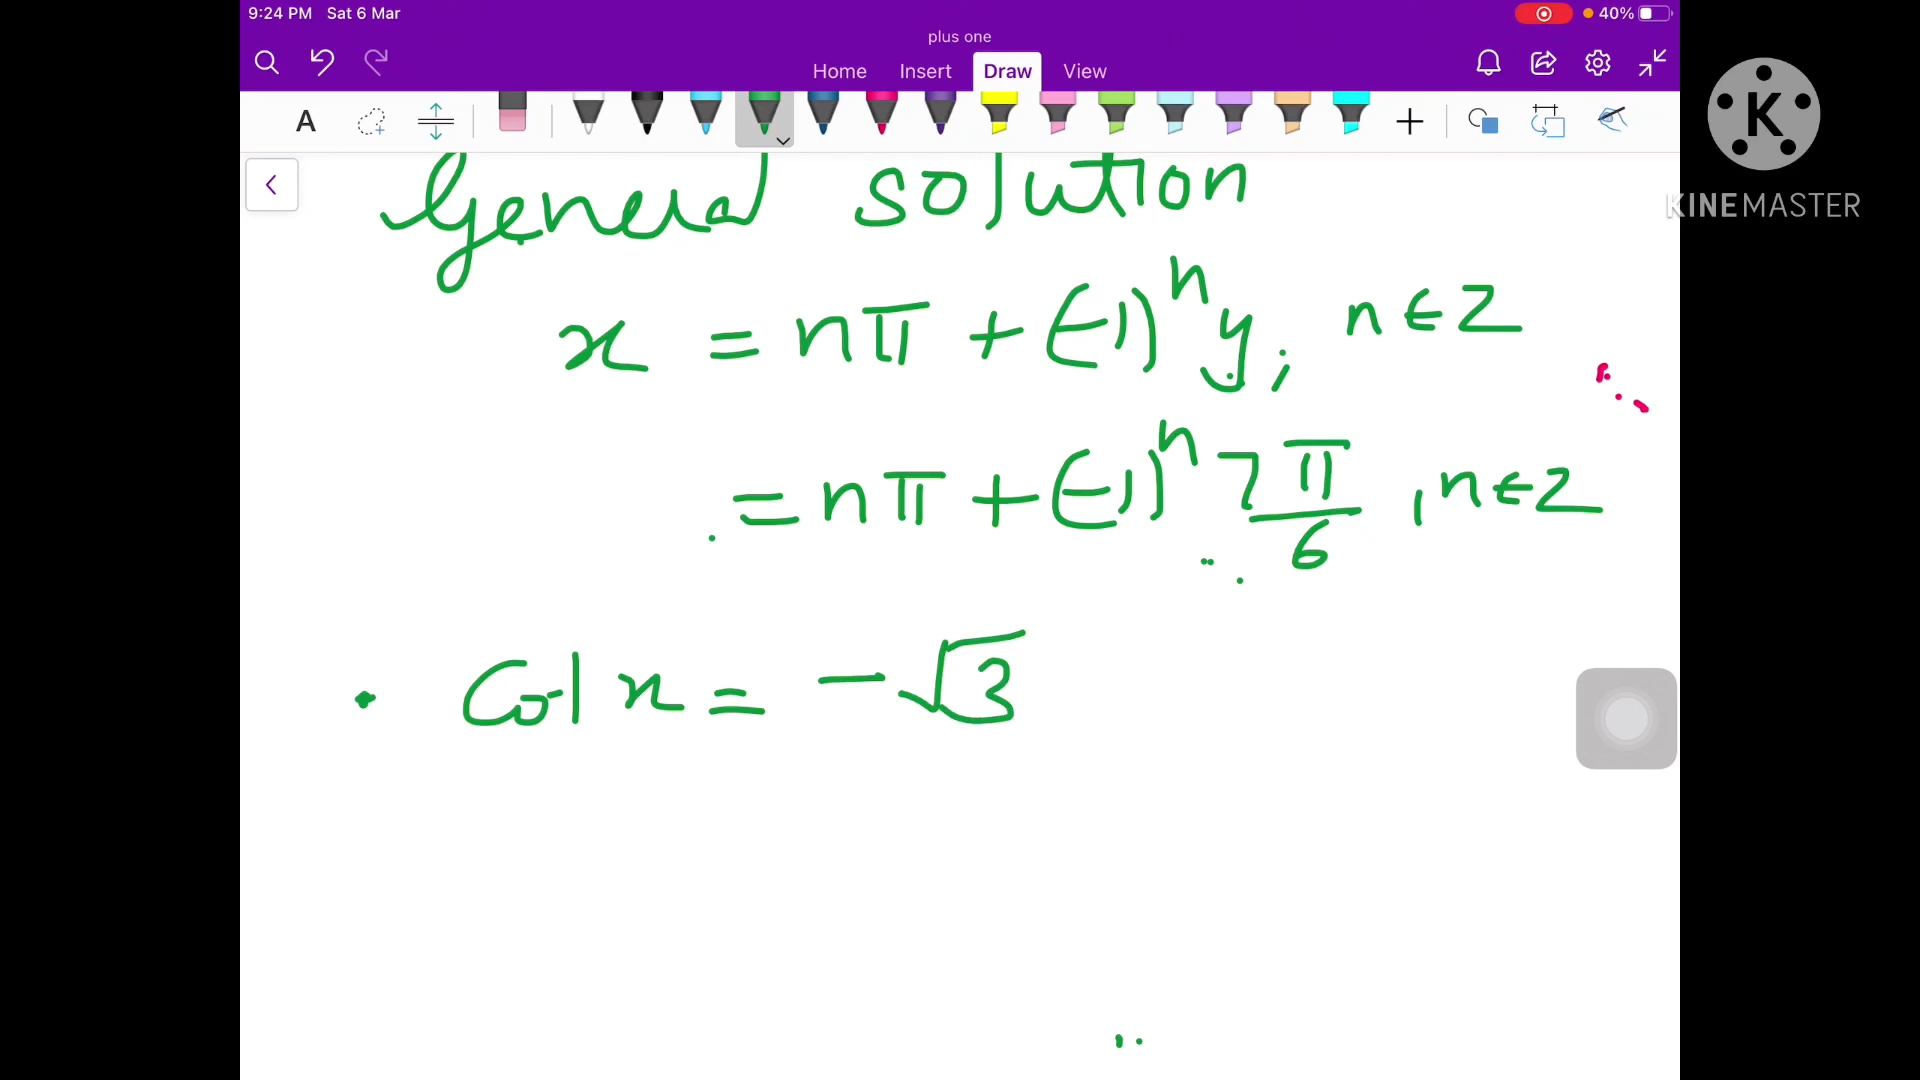 9:24 PM Sat 6 Mar
40%
plus one
Home Insert Draw View
A
K
KINEMASTER
General solution
x = nπ + (-1)ⁿy; n ∈ Z
= nπ + (-1)ⁿ 7π/6, n ∈ Z
• Cot x = -√3